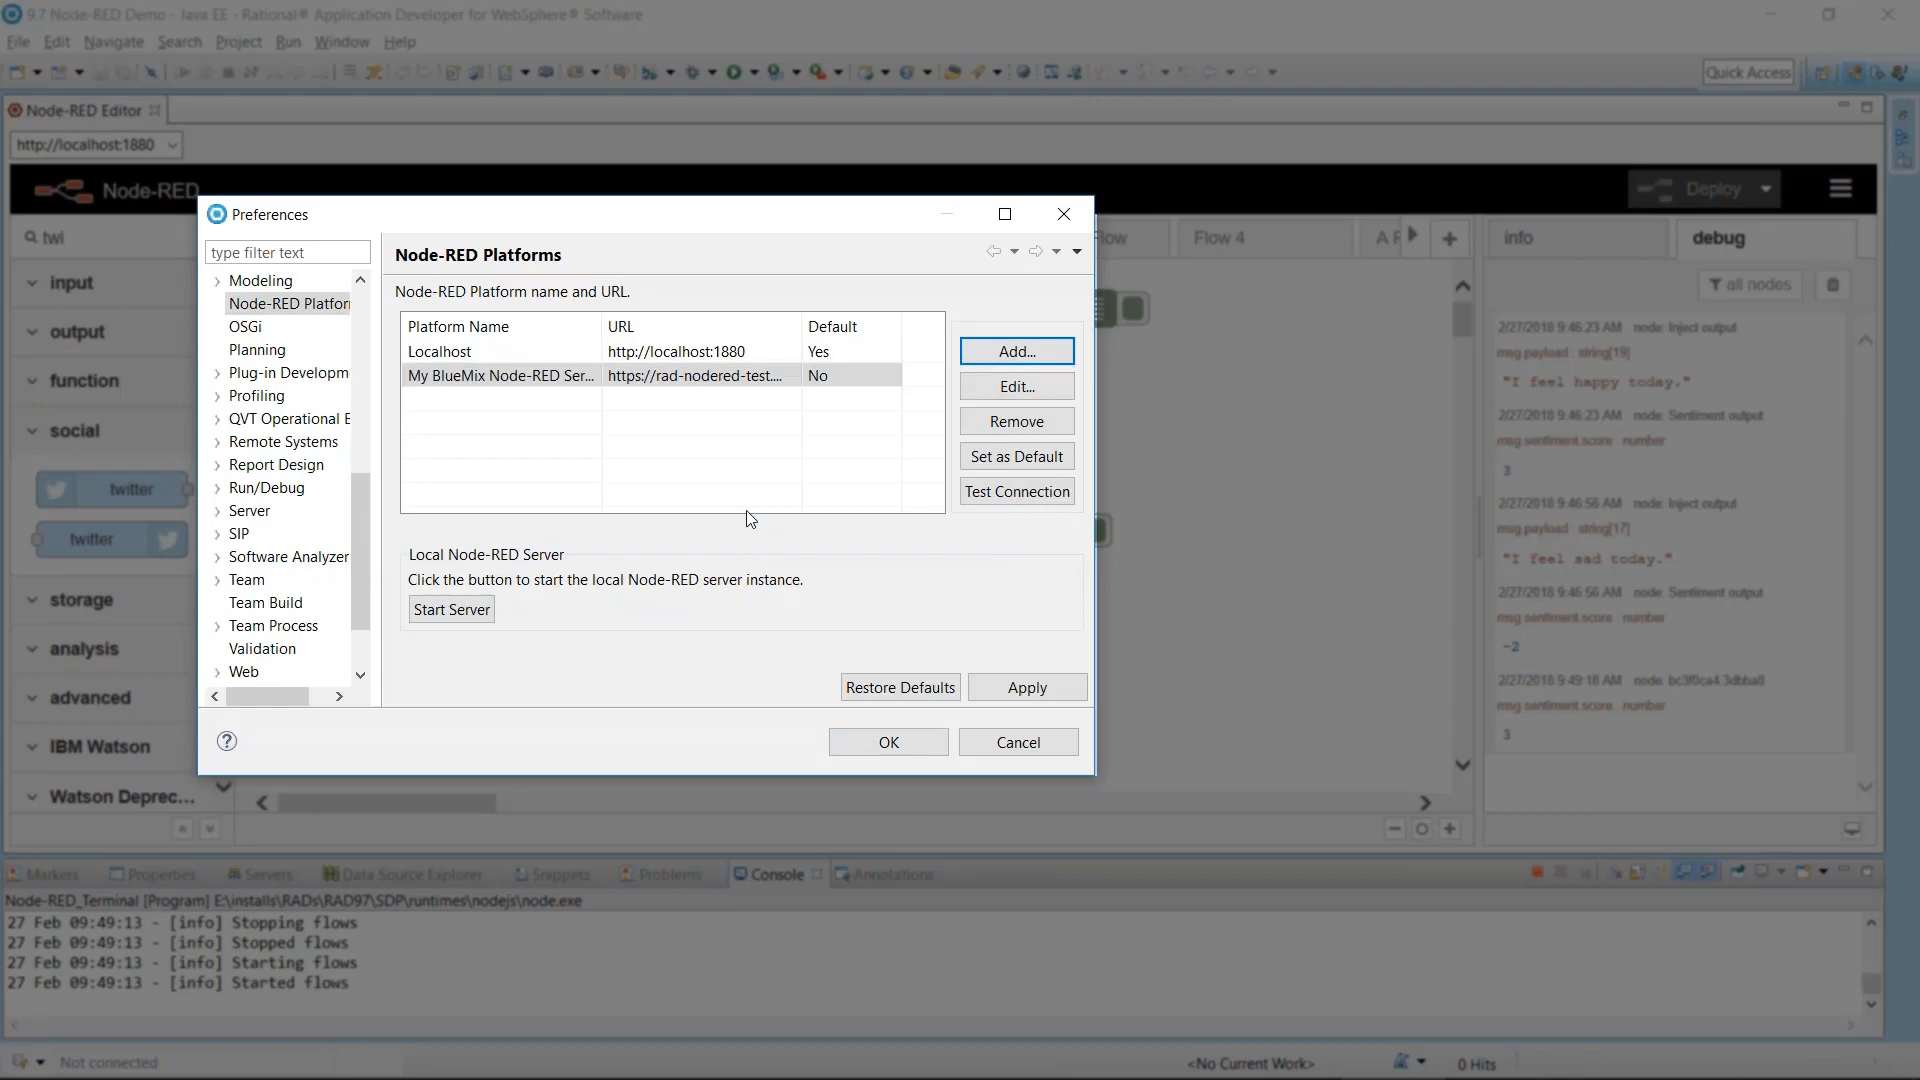 9.7 Node-RED Demo - Java EE - Rational® Application Developer for WebSphere® Software
File Edit Navigate Search Project Run Window Help
Quick Access
Node-RED Editor
http://localhost:1880
Node-RED
Deploy
twl
Flow
Flow 4
info
debug
all nodes
input
output
function
social
twitter
twitter
storage
analysis
advanced
IBM Watson
Watson Deprec...
Preferences
type filter text
Modeling
Node-RED Platfor
OSGi
Planning
Plug-in Developm
Profiling
QVT Operational E
Remote Systems
Report Design
Run/Debug
Server
SIP
Software Analyzer
Team
Team Build
Team Process
Validation
Web
Node-RED Platforms
Node-RED Platform name and URL.
Platform Name URL Default
Localhost http://localhost:1880 Yes
My BlueMix Node-RED Ser... https://rad-nodered-test.... No
Add...
Edit...
Remove
Set as Default
Test Connection
Local Node-RED Server
Click the button to start the local Node-RED server instance.
Start Server
Restore Defaults Apply
OK Cancel
2/27/2018 9:46:23 AM node: Inject output
msg.payload : string[19]
"I feel happy today."
2/27/2018 9:46:23 AM node: Sentiment output
msg.sentiment.score : number
3
2/27/2018 9:46:56 AM node: Inject output
msg.payload : string[17]
"I feel sad today."
2/27/2018 9:46:56 AM node: Sentiment output
msg.sentiment.score : number
-2
2/27/2018 9:49:18 AM node: bc3f0ca4.3dbba8
msg.sentiment.score : number
3
Markers Properties Servers Data Source Explorer Snippets Problems Console Annotations
Node-RED_Terminal [Program] E:\installs\RADs\RAD97\SDP\runtimes\nodejs\node.exe
27 Feb 09:49:13 - [info] Stopping flows
27 Feb 09:49:13 - [info] Stopped flows
27 Feb 09:49:13 - [info] Starting flows
27 Feb 09:49:13 - [info] Started flows
Not connected
<No Current Work>
0 Hits